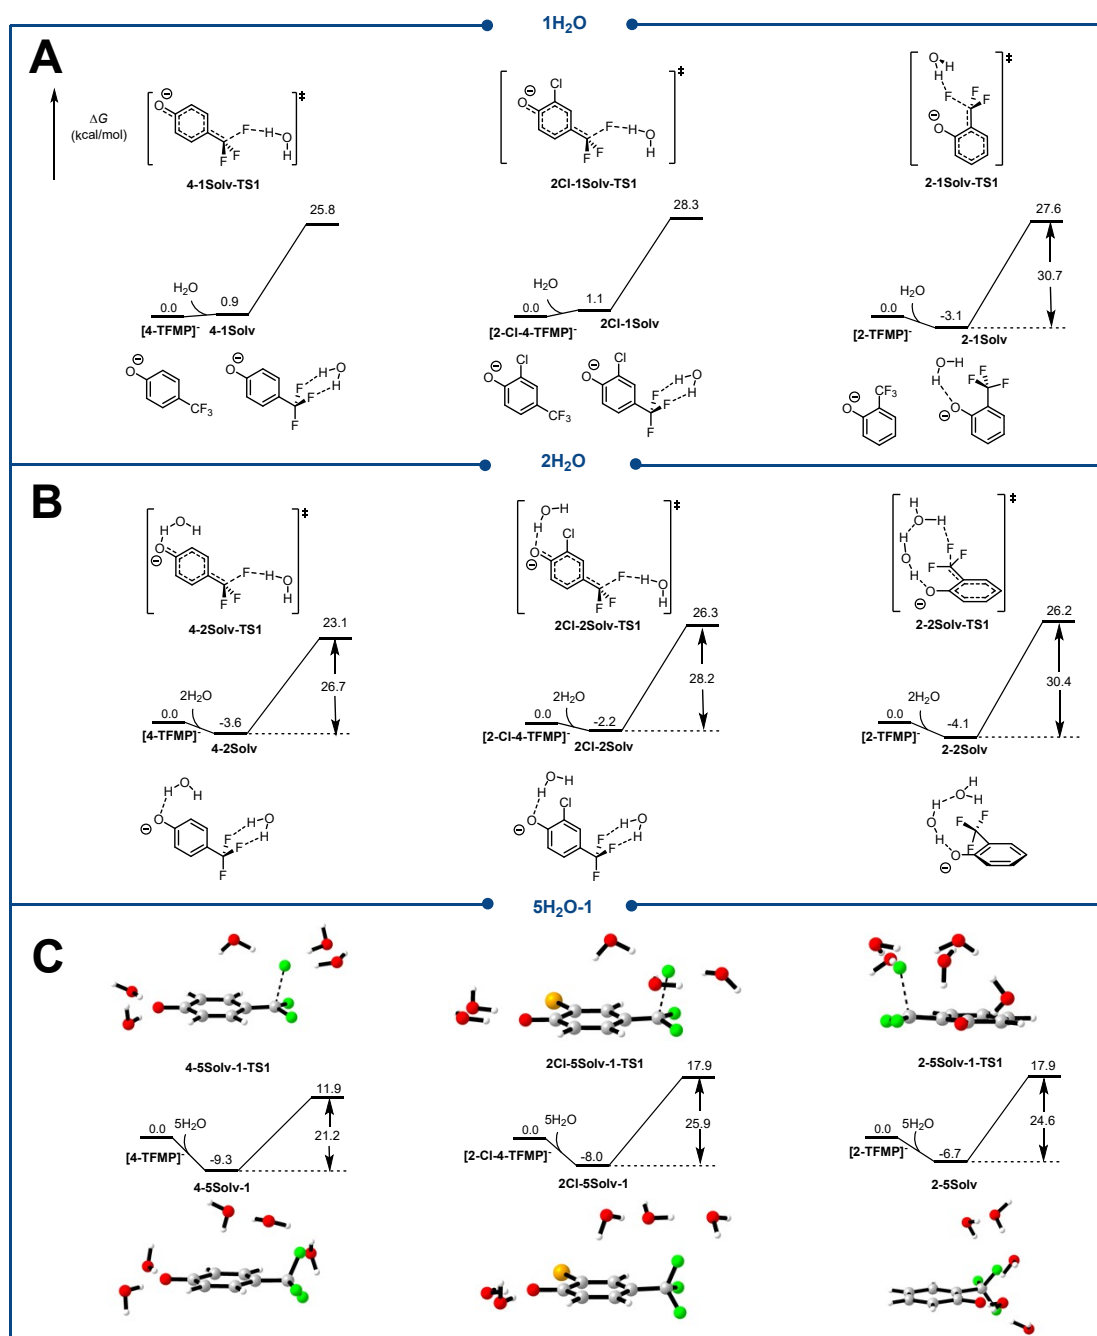 1H₂O
A
ΔG
(kcal/mol)
O
F
H
O
H
F
F
‡
4-1Solv-TS1
Cl
O
F
H
O
H
F
F
‡
2Cl-1Solv-TS1
O
H
H
F
F
F
O
‡
2-1Solv-TS1
25.8
H₂O
0.0
0.9
[4-TFMP]⁻
4-1Solv
28.3
H₂O
0.0
1.1
[2-Cl-4-TFMP]⁻
2Cl-1Solv
27.6
30.7
H₂O
0.0
-3.1
[2-TFMP]⁻
2-1Solv
O
CF₃
O
F
F
F
H
O
H
O
Cl
CF₃
O
Cl
F
F
F
H
O
H
O
CF₃
O
H
H
O
F
F
F
2H₂O
B
H
O
H
O
F
H
O
H
F
F
‡
4-2Solv-TS1
O
H
H
Cl
O
F
H
O
H
F
F
‡
2Cl-2Solv-TS1
H
O
H
H
O
H
F
F
F
O
‡
2-2Solv-TS1
23.1
26.7
2H₂O
0.0
-3.6
[4-TFMP]⁻
4-2Solv
26.3
28.2
2H₂O
0.0
-2.2
[2-Cl-4-TFMP]⁻
2Cl-2Solv
26.2
30.4
2H₂O
0.0
-4.1
[2-TFMP]⁻
2-2Solv
H
O
H
O
F
F
F
H
O
H
O
H
H
Cl
O
F
F
F
H
O
H
H
O
H
H
O
H
F
F
F
O
5H₂O-1
C
4-5Solv-1-TS1
2Cl-5Solv-1-TS1
2-5Solv-1-TS1
11.9
21.2
5H₂O
0.0
-9.3
[4-TFMP]⁻
4-5Solv-1
17.9
25.9
5H₂O
0.0
-8.0
[2-Cl-4-TFMP]⁻
2Cl-5Solv-1
17.9
24.6
5H₂O
0.0
-6.7
[2-TFMP]⁻
2-5Solv